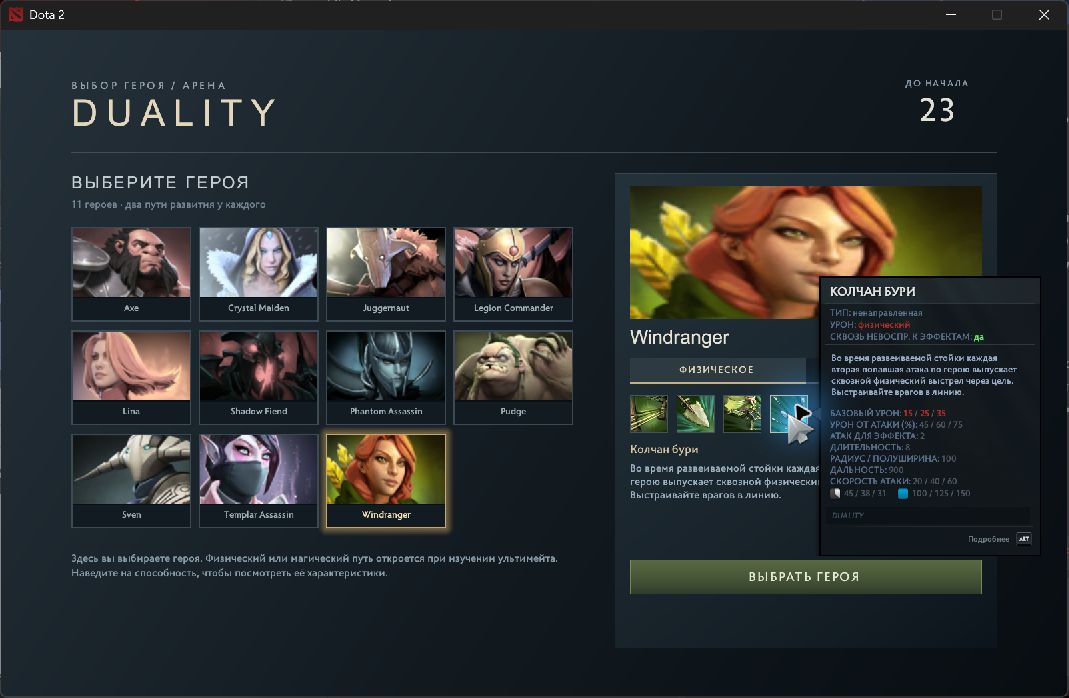 Dota 2
ВЫБОР ГЕРОЯ / АРЕНА
DUALITY
ДО НАЧАЛА
23
ВЫБЕРИТЕ ГЕРОЯ
11 героев · два пути развития у каждого
Axe
Crystal Maiden
Juggernaut
Legion Commander
Lina
Shadow Fiend
Phantom Assassin
Pudge
Sven
Templar Assassin
Windranger
Здесь вы выбираете героя. Физический или магический путь откроется при изучении ультимейта.
Наведите на способность, чтобы посмотреть её характеристики.
Windranger
ФИЗИЧЕСКОЕ
Колчан бури
Во время развеиваемой стойки каждая
герою выпускает сквозной физически
Выстраивайте врагов в линию.
ВЫБРАТЬ ГЕРОЯ
КОЛЧАН БУРИ
ТИП: ненаправленная
УРОН: физический
СКВОЗЬ НЕВОСПР. К ЭФФЕКТАМ: да
Во время развеиваемой стойки каждая
вторая попавшая атака по герою выпускает
сквозной физический выстрел через цель.
Выстраивайте врагов в линию.
БАЗОВЫЙ УРОН: 15 / 25 / 35
УРОН ОТ АТАКИ (%): 45 / 60 / 75
АТАК ДЛЯ ЭФФЕКТА: 2
ДЛИТЕЛЬНОСТЬ: 8
РАДИУС / ПОЛУШИРИНА: 100
ДАЛЬНОСТЬ: 900
СКОРОСТЬ АТАКИ: 20 / 40 / 60
45 / 38 / 31 100 / 125 / 150
DUALITY
Подробнее ALT